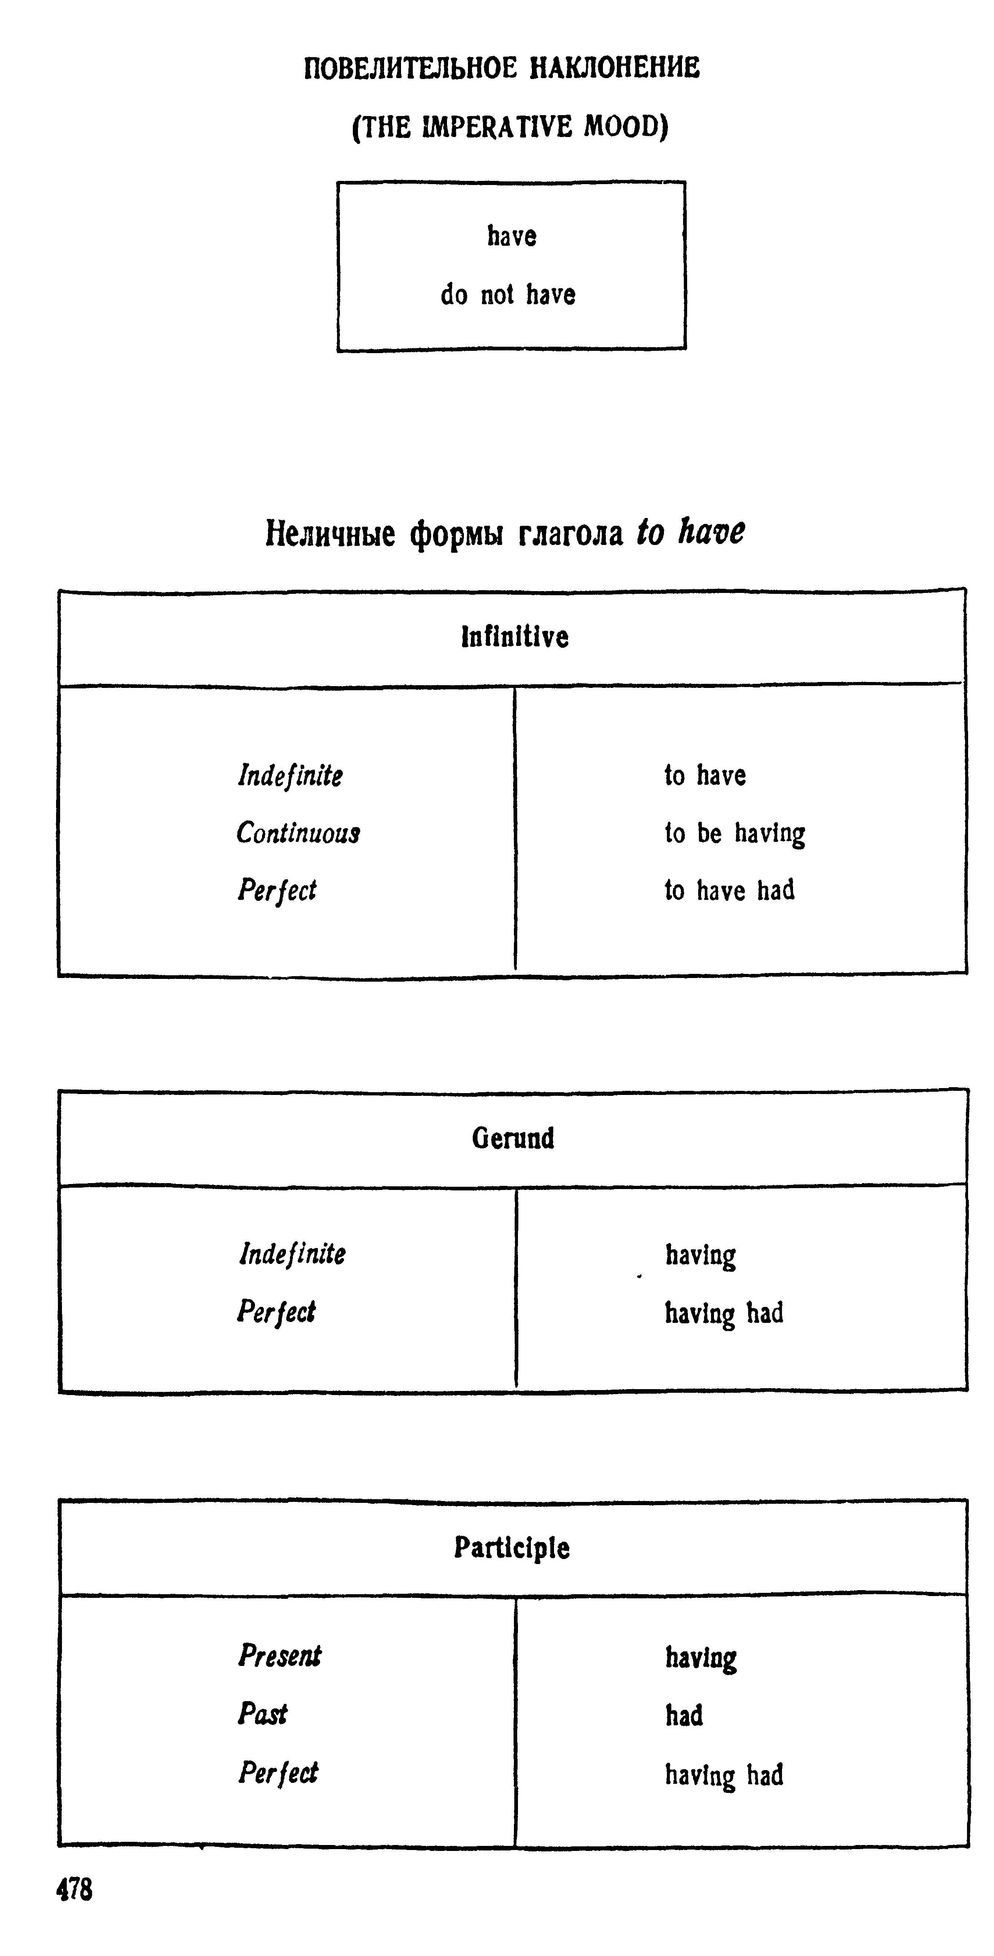 ПОВЕЛИТЕЛЬНОЕ НАКЛОНЕНИЕ
(THE IMPERATIVE MOOD)
have
do not have
Неличные формы глагола to have
Infinitive
Indefinite to have
Continuous to be having
Perfect to have had
Gerund
Indefinite having
Perfect having had
Participle
Present having
Past had
Perfect having had
478